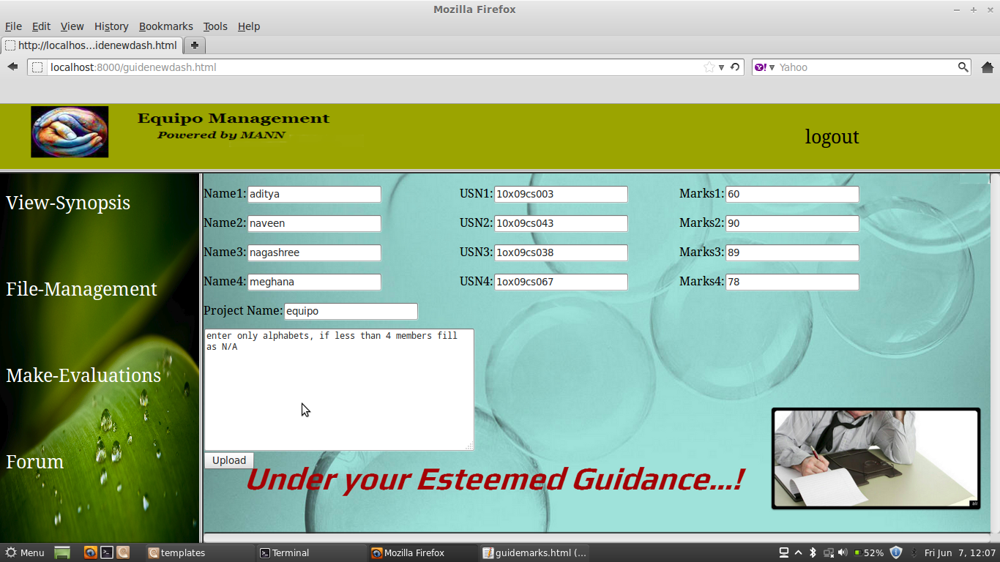 Mozilla Firefox
File Edit View History Bookmarks Tools Help
http://localhos...idenewdash.html
localhost:8000/guidenewdash.html
Yahoo
Equipo Management
Powered by MANN
logout
View-Synopsis
File-Management
Make-Evaluations
Forum
Name1: aditya USN1: 10x09cs003 Marks1: 60
Name2: naveen USN2: 10x09cs043 Marks2: 90
Name3: nagashree USN3: 1ox09cs038 Marks3: 89
Name4: meghana USN4: 1ox09cs067 Marks4: 78
Project Name: equipo
enter only alphabets, if less than 4 members fill
as N/A
Upload
Under your Esteemed Guidance...!
Menu templates Terminal Mozilla Firefox guidemarks.html (... 52% Fri Jun 7, 12:07